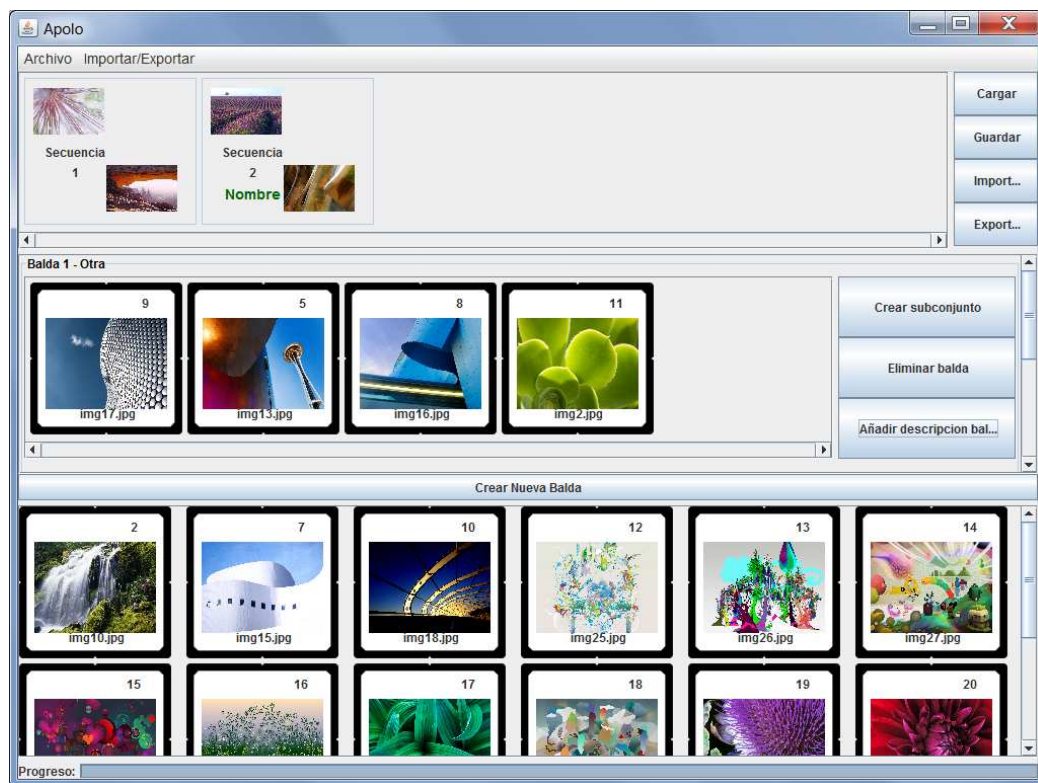 Apolo
Archivo Importar/Exportar
Secuencia
1
Secuencia
2
Nombre
Cargar
Guardar
Import...
Export...
Balda 1 - Otra
9
img17.jpg
5
img13.jpg
8
img16.jpg
11
img2.jpg
Crear subconjunto
Eliminar balda
Añadir descripcion bal...
Crear Nueva Balda
2
img10.jpg
7
img15.jpg
10
img18.jpg
12
img25.jpg
13
img26.jpg
14
img27.jpg
15
16
17
18
19
20
Progreso: